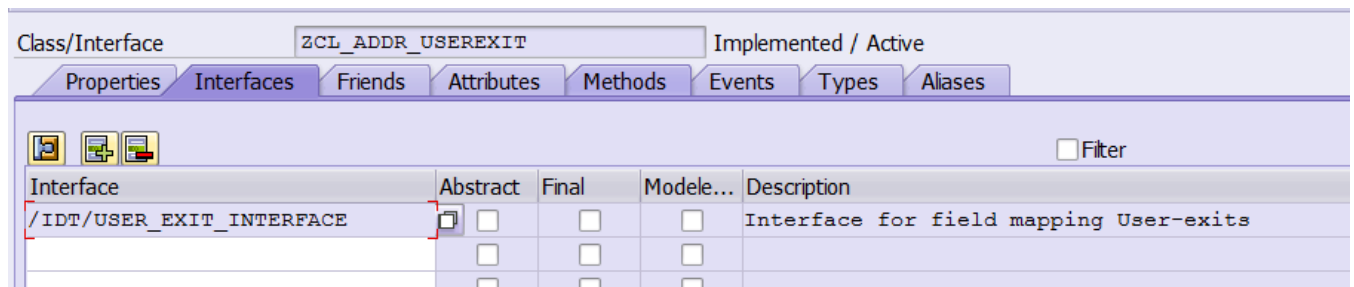 Class/Interface ZCL_ADDR_USEREXIT Implemented / Active
Properties Interfaces Friends Attributes Methods Events Types Aliases
Filter
Interface Abstract Final Modele... Description
/IDT/USER_EXIT_INTERFACE Interface for field mapping User-exits